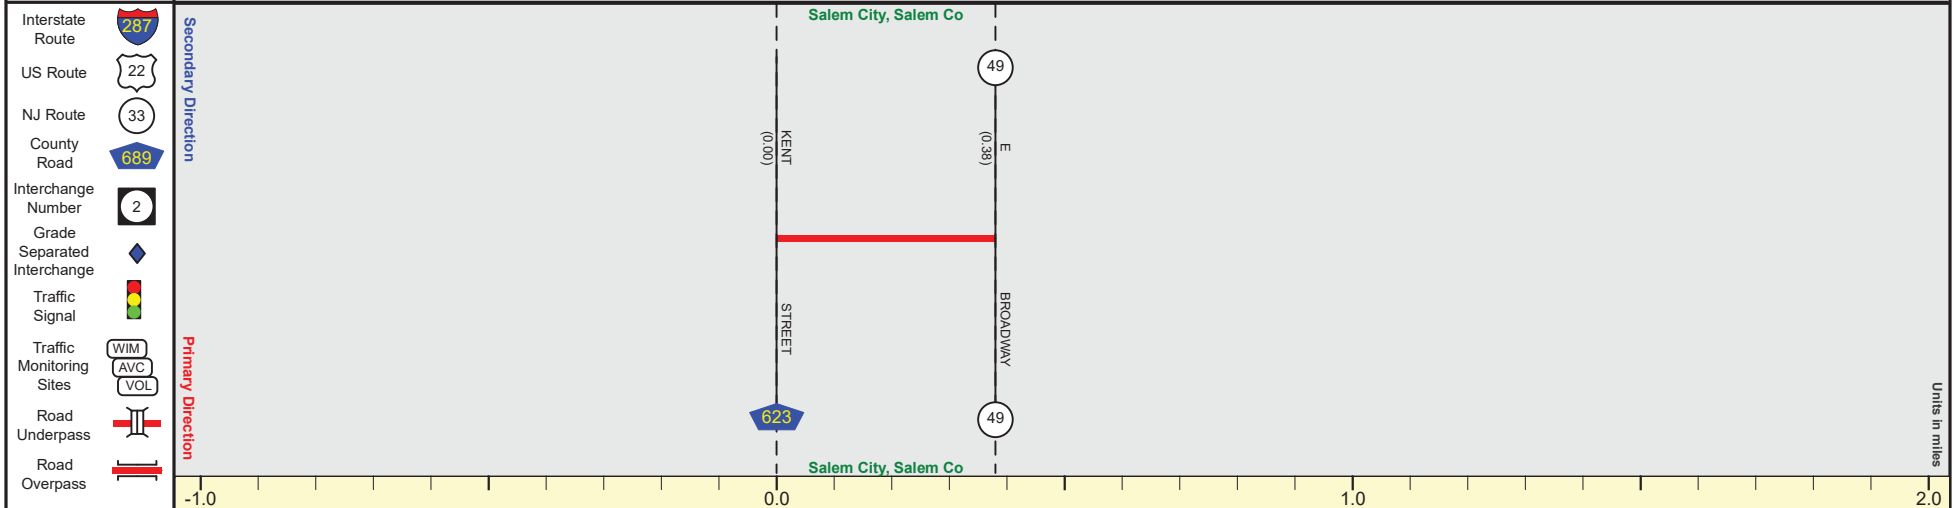 Interstate
Route
287
US Route
22
NJ Route
33
County
Road
689
Interchange
Number
2
Grade
Separated
Interchange
Traffic
Signal
Traffic
Monitoring
Sites
WIM
AVC
VOL
Road
Underpass
Road
Overpass
Secondary Direction
Primary Direction
Salem City, Salem Co
49
KENT
(0.00)
E
(0.38)
STREET
BROADWAY
623
49
Salem City, Salem Co
Units in miles
-1.0
0.0
1.0
2.0